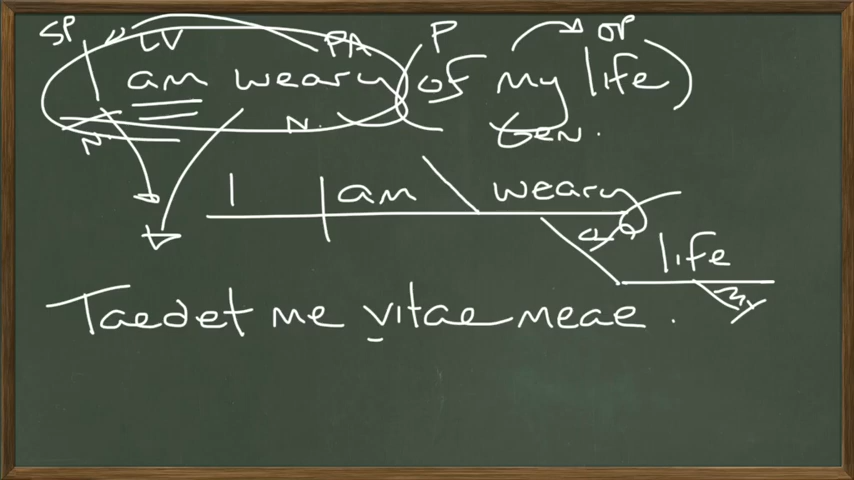 SP LV PA P OP
I am weary (of my life)
N. N. Gen.
I am weary
of life
my
Taedet me vitae meae.